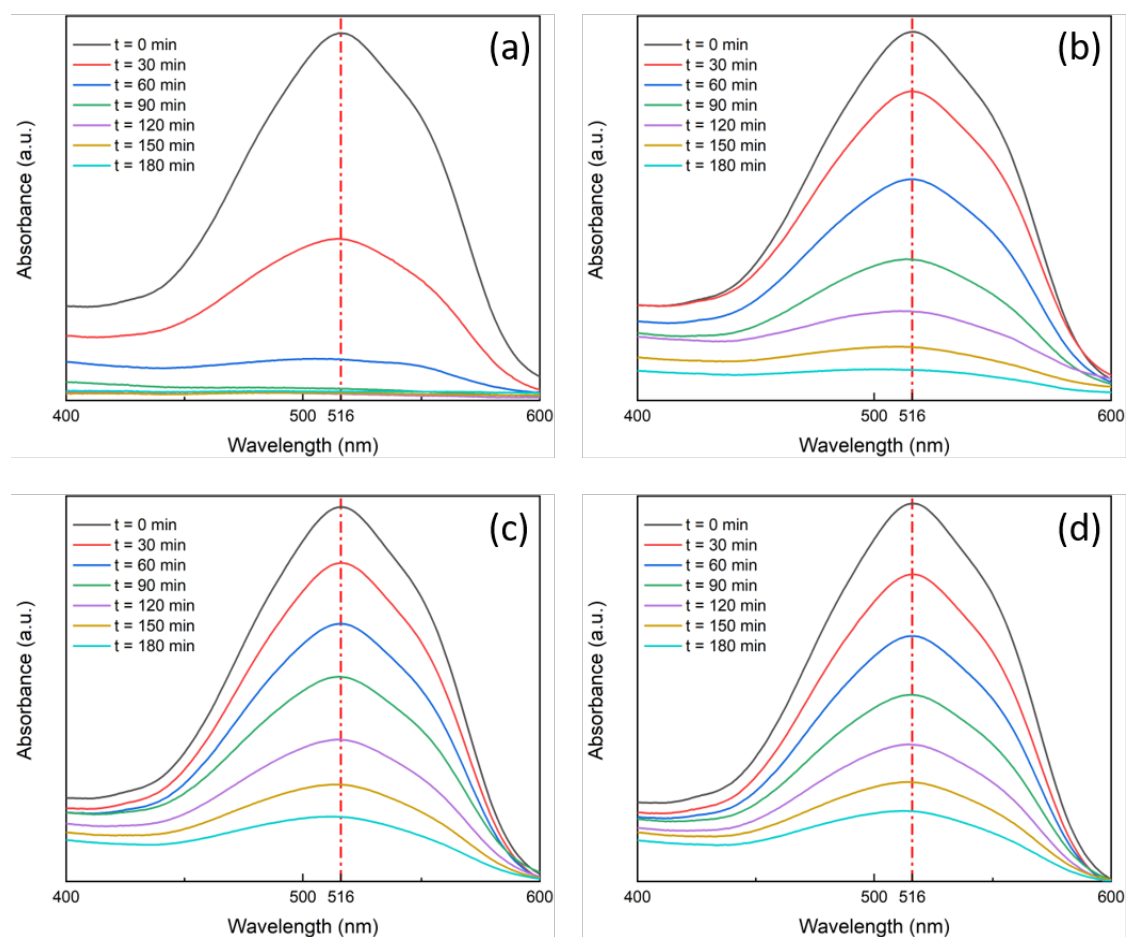 (a)
t = 0 min
t = 30 min
t = 60 min
t = 90 min
t = 120 min
t = 150 min
t = 180 min
Absorbance (a.u.)
400 500 516 600
Wavelength (nm)
(b)
t = 0 min
t = 30 min
t = 60 min
t = 90 min
t = 120 min
t = 150 min
t = 180 min
Absorbance (a.u.)
400 500 516 600
Wavelength (nm)
(c)
t = 0 min
t = 30 min
t = 60 min
t = 90 min
t = 120 min
t = 150 min
t = 180 min
Absorbance (a.u.)
400 500 516 600
Wavelength (nm)
(d)
t = 0 min
t = 30 min
t = 60 min
t = 90 min
t = 120 min
t = 150 min
t = 180 min
Absorbance (a.u.)
400 500 516 600
Wavelength (nm)